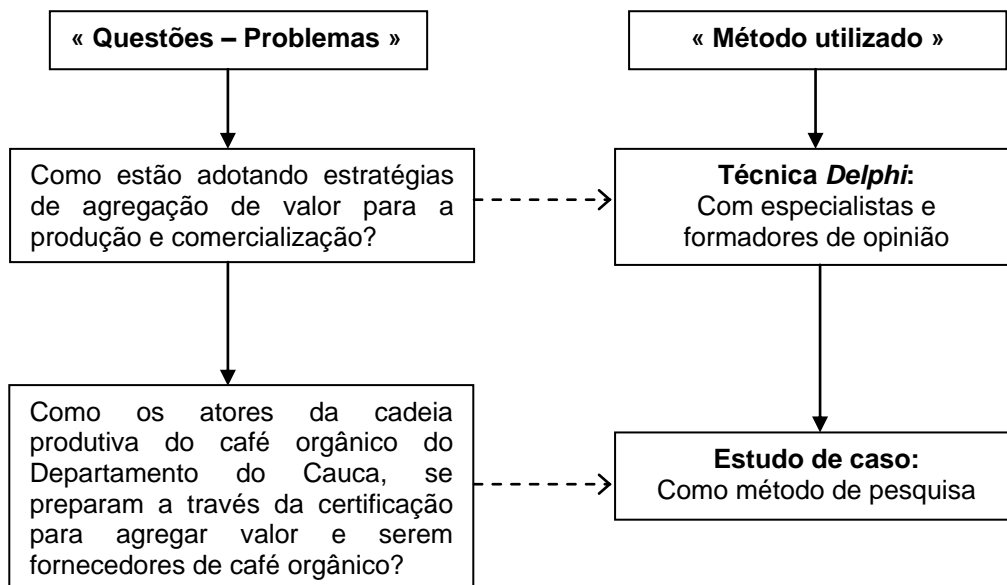 « Questões – Problemas »
« Método utilizado »
Como estão adotando estratégias
de agregação de valor para a
produção e comercialização?
Técnica Delphi:
Com especialistas e
formadores de opinião
Como os atores da cadeia
produtiva do café orgânico do
Departamento do Cauca, se
preparam a través da certificação
para agregar valor e serem
fornecedores de café orgânico?
Estudo de caso:
Como método de pesquisa